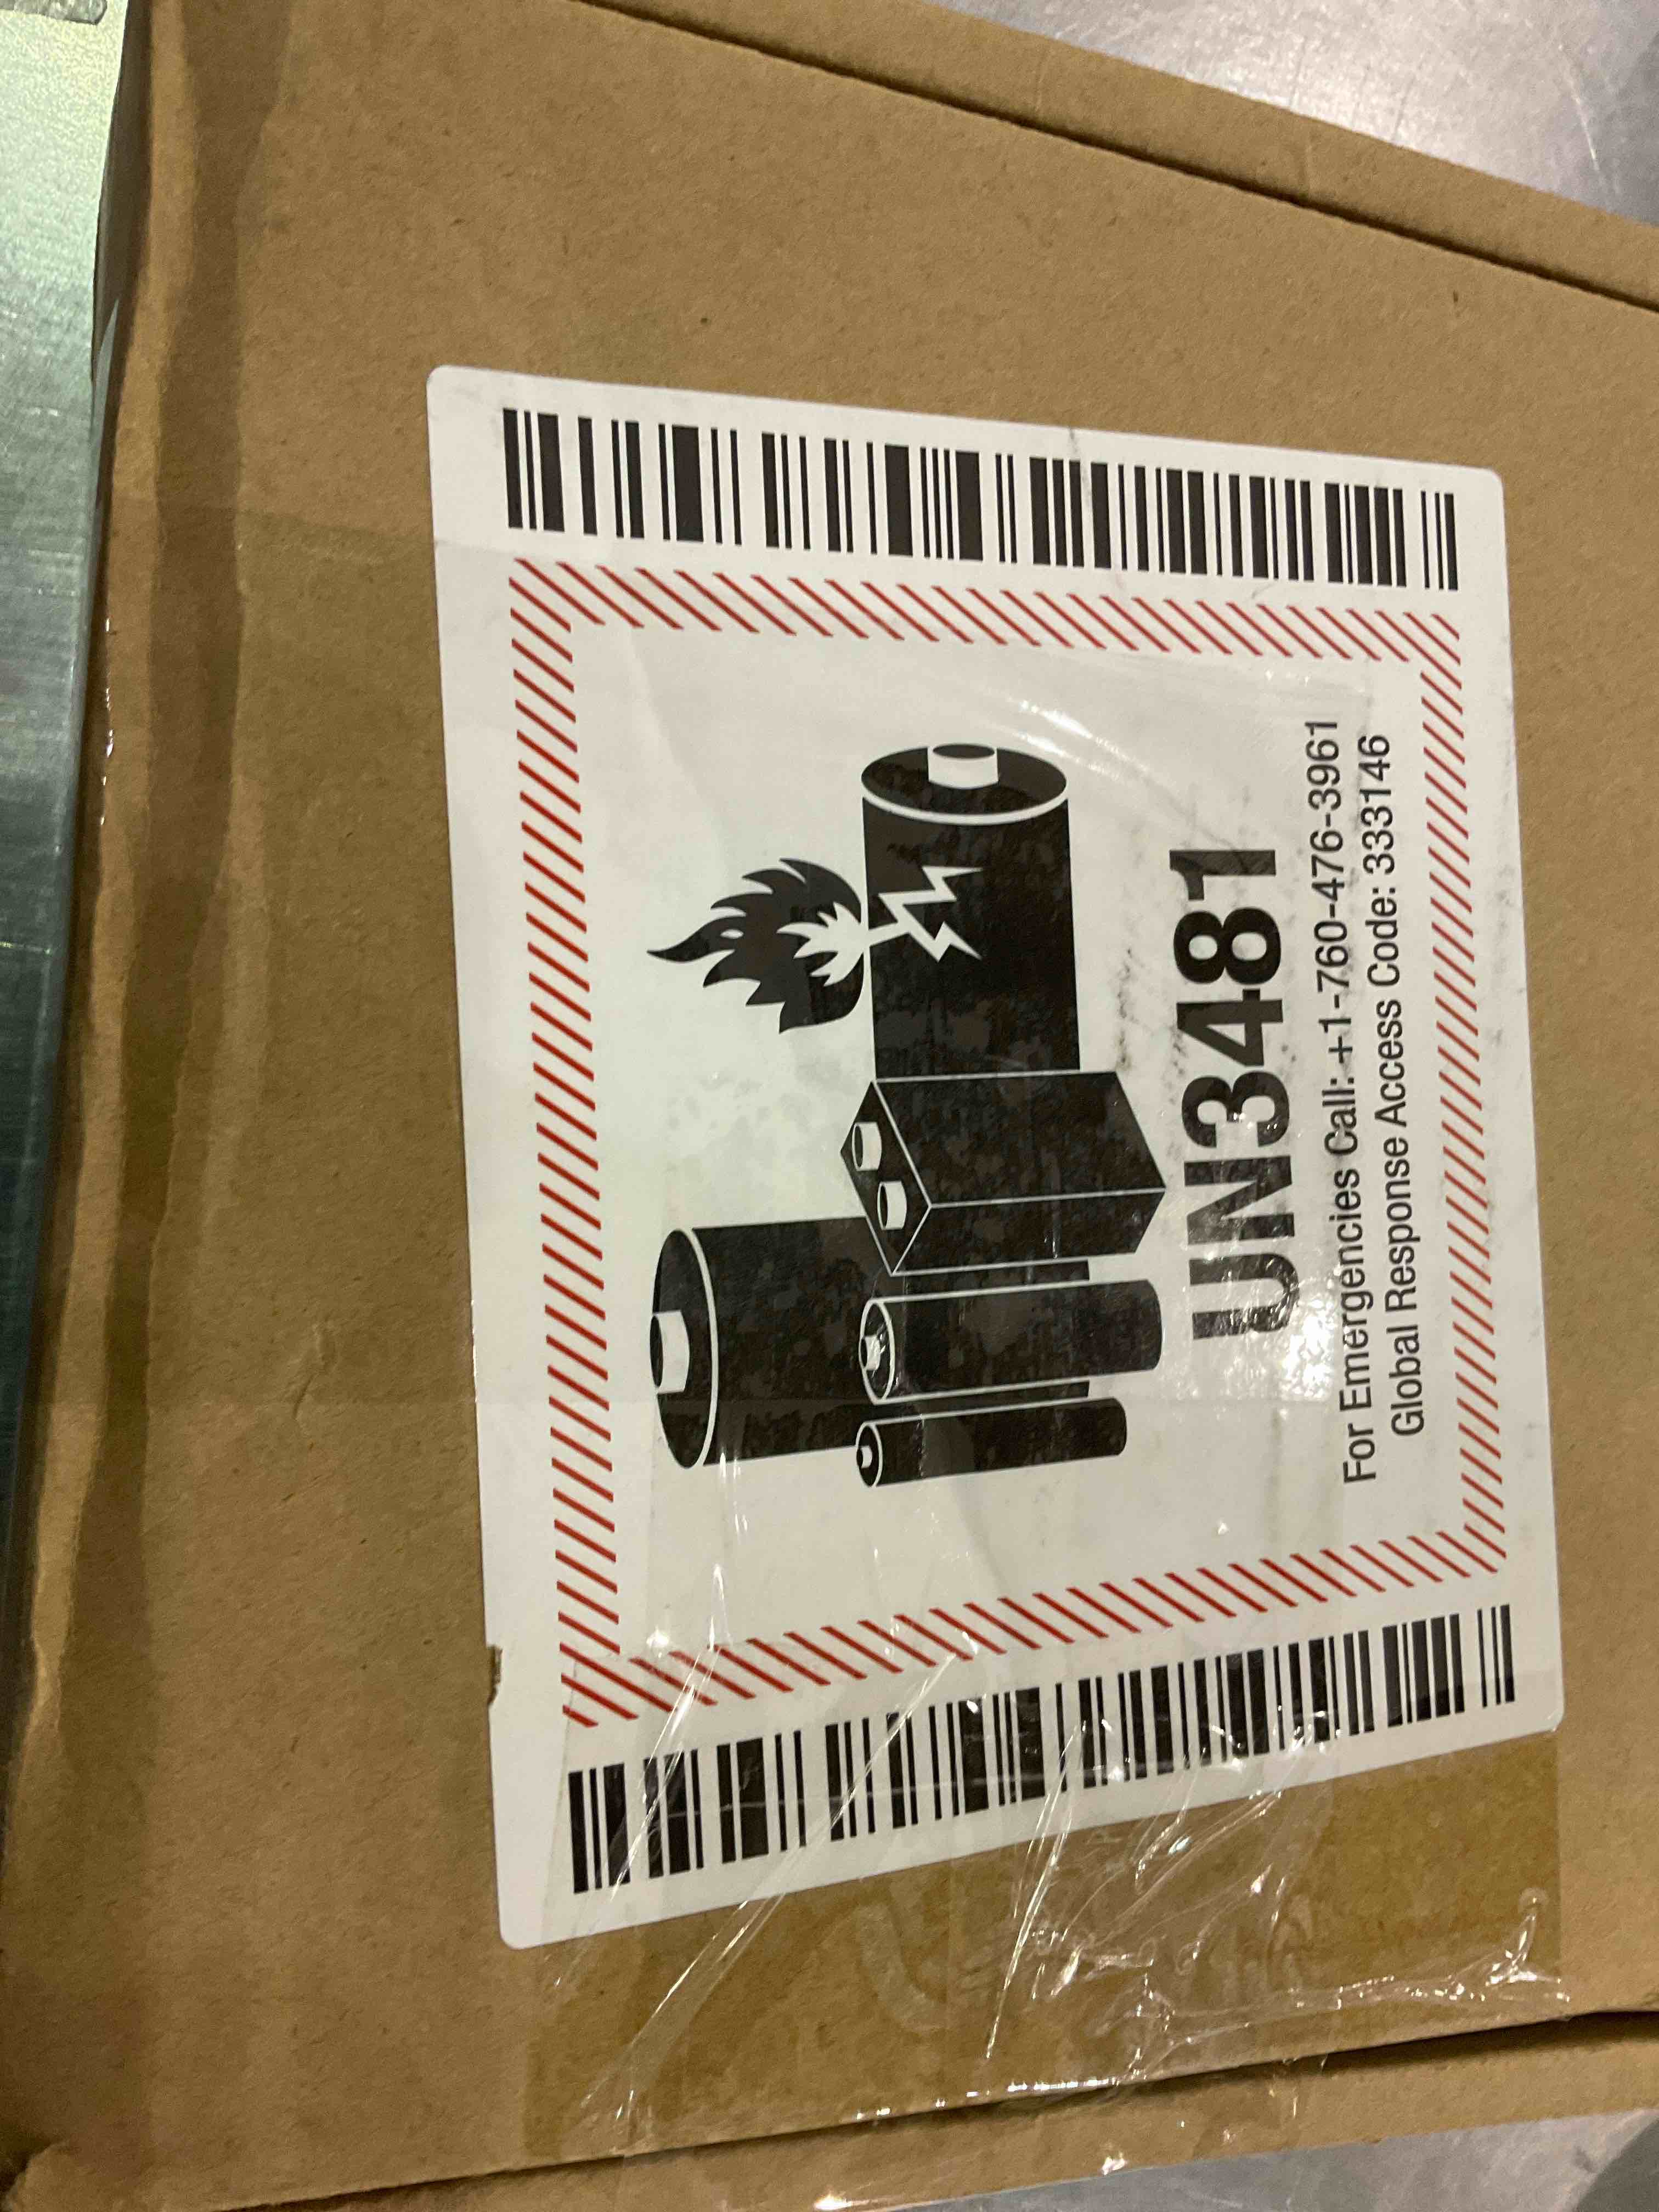 UN3481
For Emergencies Call: +1-760-476-3961
Global Response Access Code: 333146